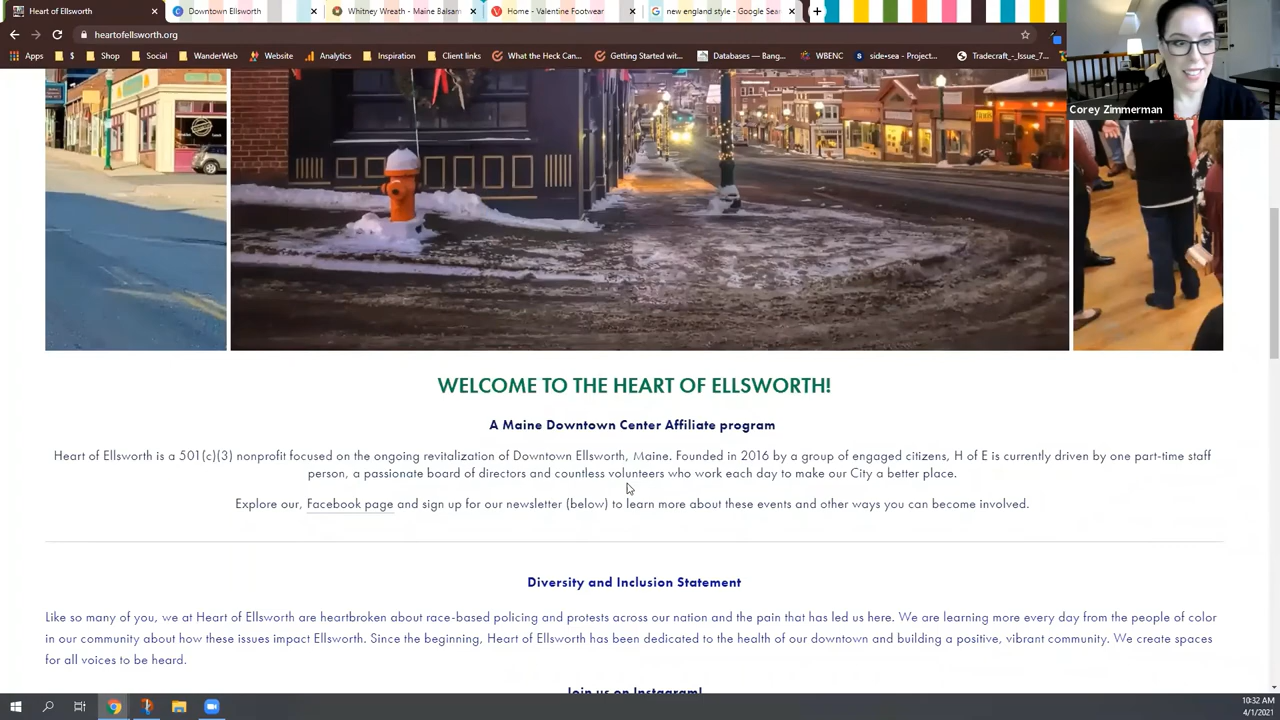 Heart of Ellsworth
Downtown Ellsworth
Whitney Wreath - Maine Balsam
Home - Valentine Footwear
new england style - Google Sear
heartofellsworth.org
Apps
$
Shop
Social
WanderWeb
Website
Analytics
Inspiration
Client links
What the Heck Can...
Getting Started wit...
Databases — Bang...
WBENC
side+sea - Project...
Tradecraft_-_Issue_7...
Corey Zimmerman
WELCOME TO THE HEART OF ELLSWORTH!
A Maine Downtown Center Affiliate program
Heart of Ellsworth is a 501(c)(3) nonprofit focused on the ongoing revitalization of Downtown Ellsworth, Maine. Founded in 2016 by a group of engaged citizens, H of E is currently driven by one part-time staff
person, a passionate board of directors and countless volunteers who work each day to make our City a better place.
Explore our, Facebook page and sign up for our newsletter (below) to learn more about these events and other ways you can become involved.
Diversity and Inclusion Statement
Like so many of you, we at Heart of Ellsworth are heartbroken about race-based policing and protests across our nation and the pain that has led us here. We are learning more every day from the people of color
in our community about how these issues impact Ellsworth. Since the beginning, Heart of Ellsworth has been dedicated to the health of our downtown and building a positive, vibrant community. We create spaces
for all voices to be heard.
Join us on Instagram!
10:32 AM
4/1/2021